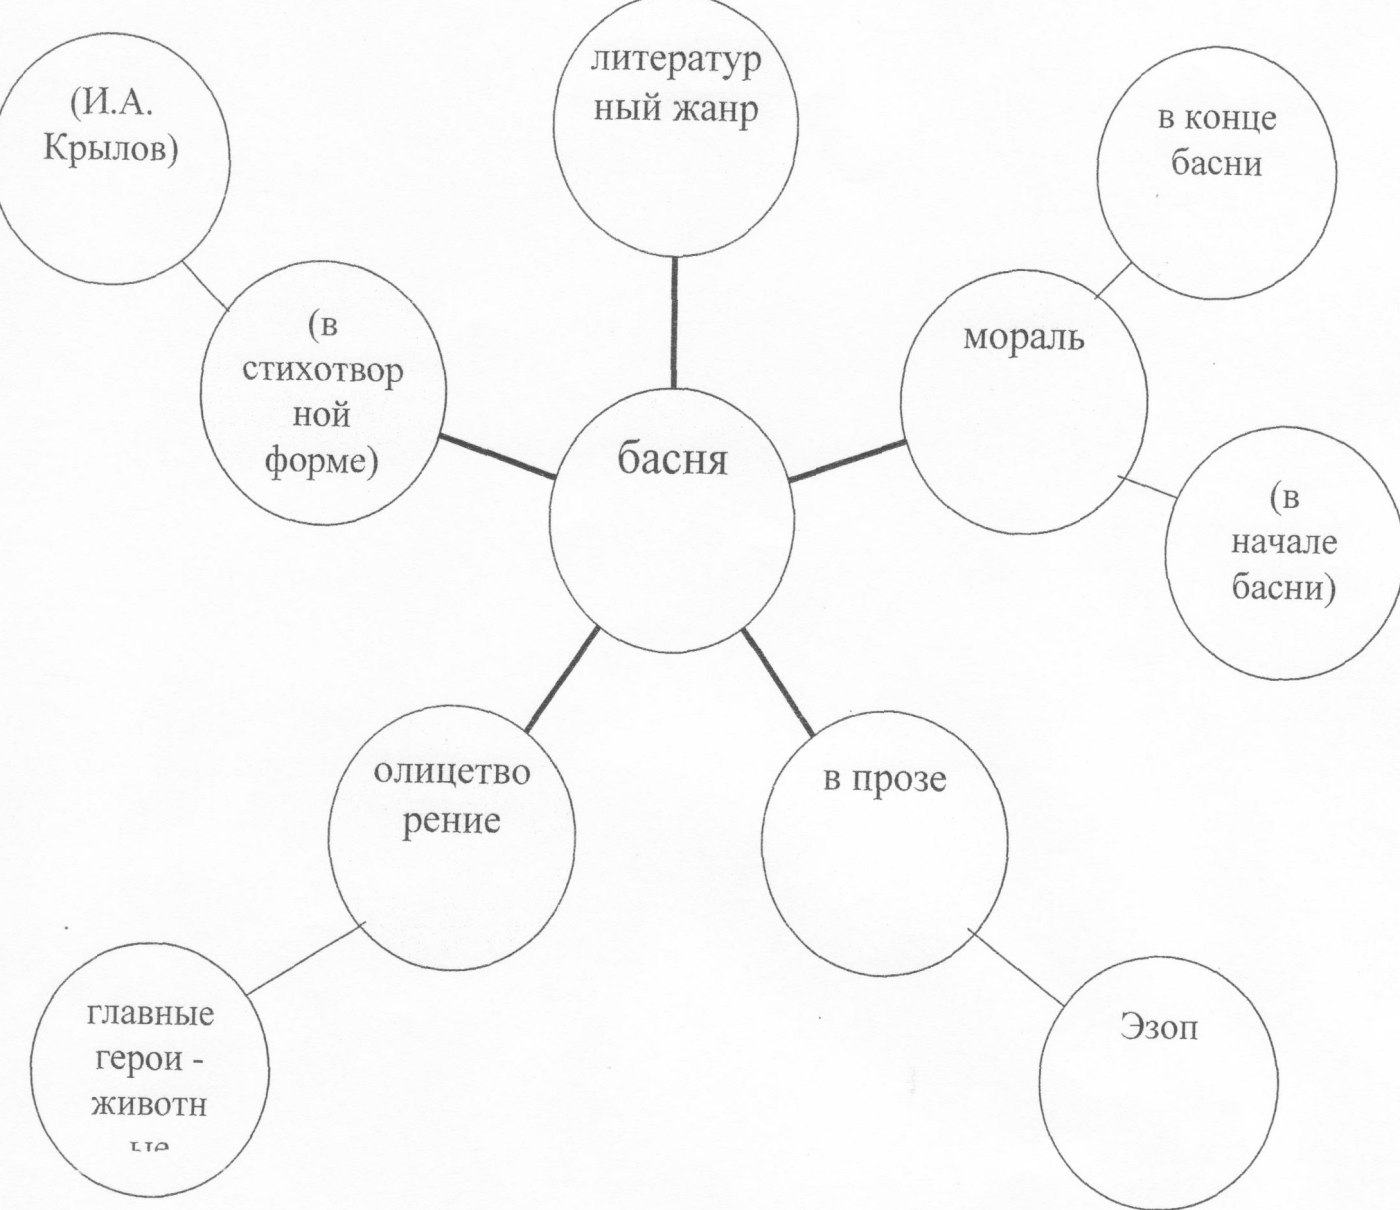 литератур
ный жанр
(И.А.
Крылов)
в конце
басни
(в
стихотвор
ной
форме)
мораль
басня
(в
начале
басни)
олицетво
рение
в прозе
главные
герои -
животн
ые
Эзоп